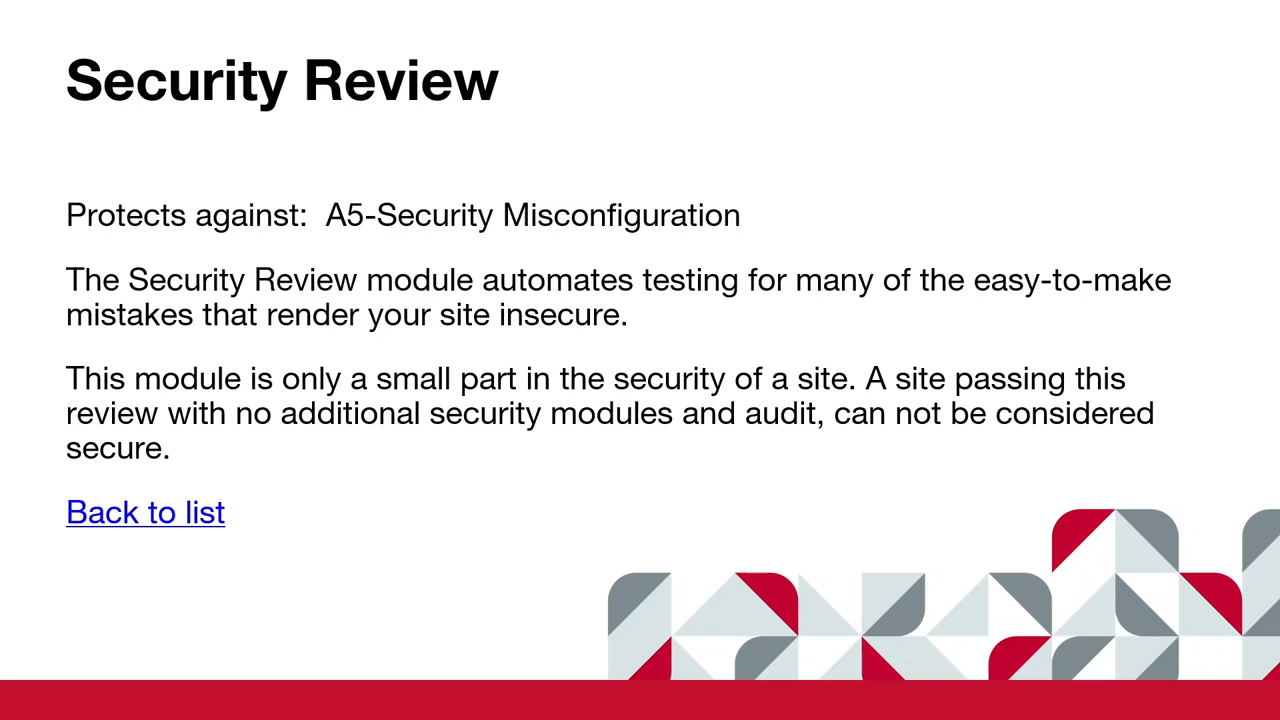 Security Review
Protects against:  A5-Security Misconfiguration
The Security Review module automates testing for many of the easy-to-make
mistakes that render your site insecure.
This module is only a small part in the security of a site. A site passing this
review with no additional security modules and audit, can not be considered
secure.
Back to list